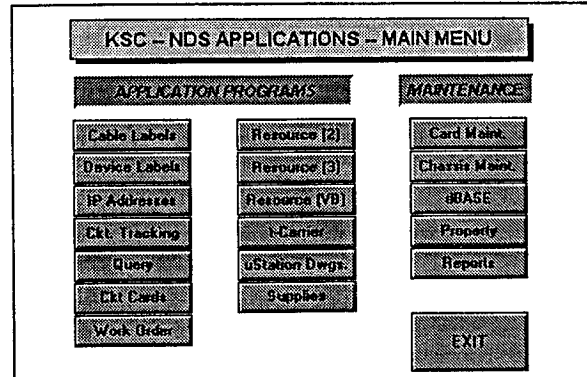 KSC – NDS APPLICATIONS – MAIN MENU
APPLICATION PROGRAMS
MAINTENANCE
Cable Labels
Device Labels
IP Addresses
Ckt. Tracking
Query
Ckt Cards
Work Order
Resource (2)
Resource (3)
Resource (VB)
t-Carrier
uStation Dwgs.
Supplies
Card Maint.
Chassis Maint.
dBASE
Property
Reports
EXIT